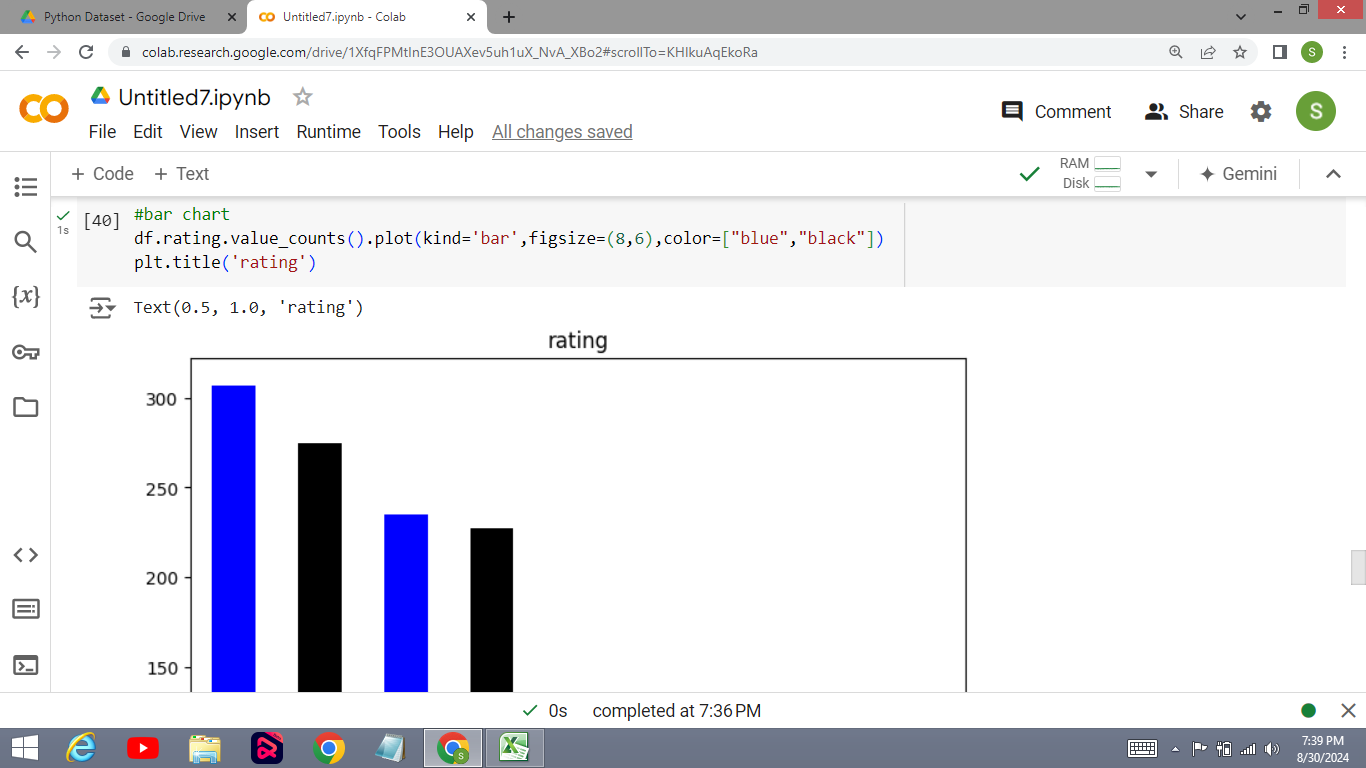 Python Dataset - Google Drive
Untitled7.ipynb - Colab
colab.research.google.com/drive/1XfqFPMtInE3OUAXev5uh1uX_NvA_XBo2#scrollTo=KHIkuAqEkoRa
S
Untitled7.ipynb
Comment
Share
S
File Edit View Insert Runtime Tools Help All changes saved
+ Code + Text
RAM
Disk
Gemini
[40]
1s
#bar chart
df.rating.value_counts().plot(kind='bar',figsize=(8,6),color=["blue","black"])
plt.title('rating')
{x}
Text(0.5, 1.0, 'rating')
rating
300
250
200
150
0s completed at 7:36 PM
S
7:39 PM
8/30/2024